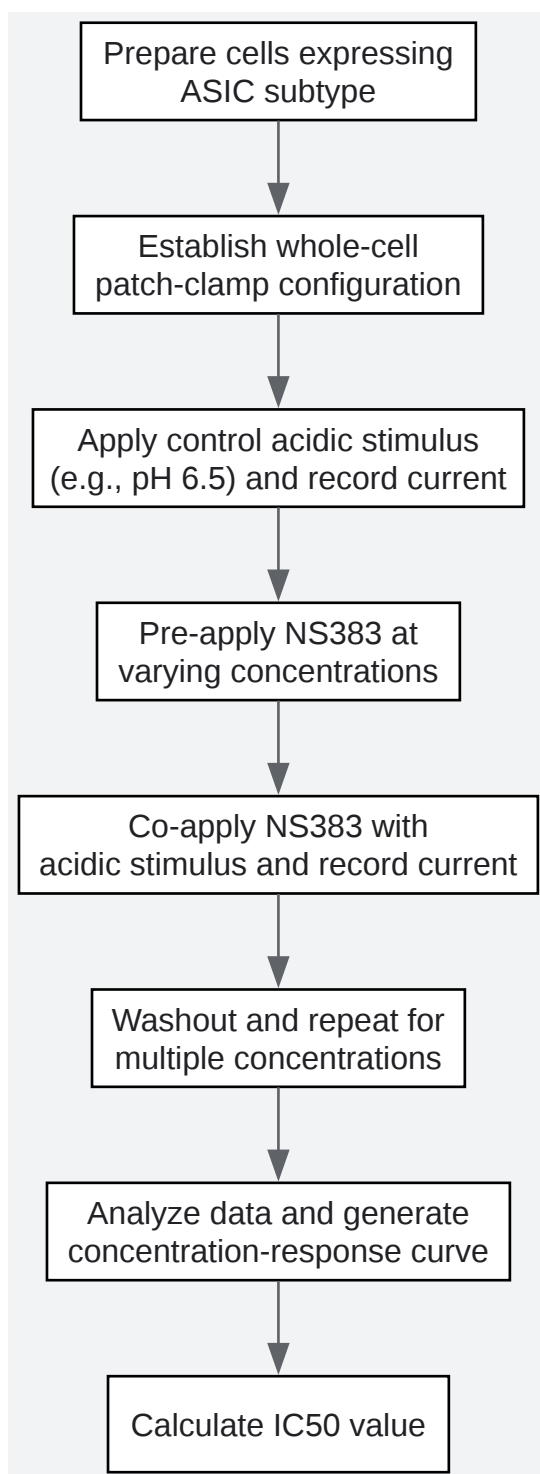 Prepare cells expressing
ASIC subtype
Establish whole-cell
patch-clamp configuration
Apply control acidic stimulus
(e.g., pH 6.5) and record current
Pre-apply NS383 at
varying concentrations
Co-apply NS383 with
acidic stimulus and record current
Washout and repeat for
multiple concentrations
Analyze data and generate
concentration-response curve
Calculate IC50 value